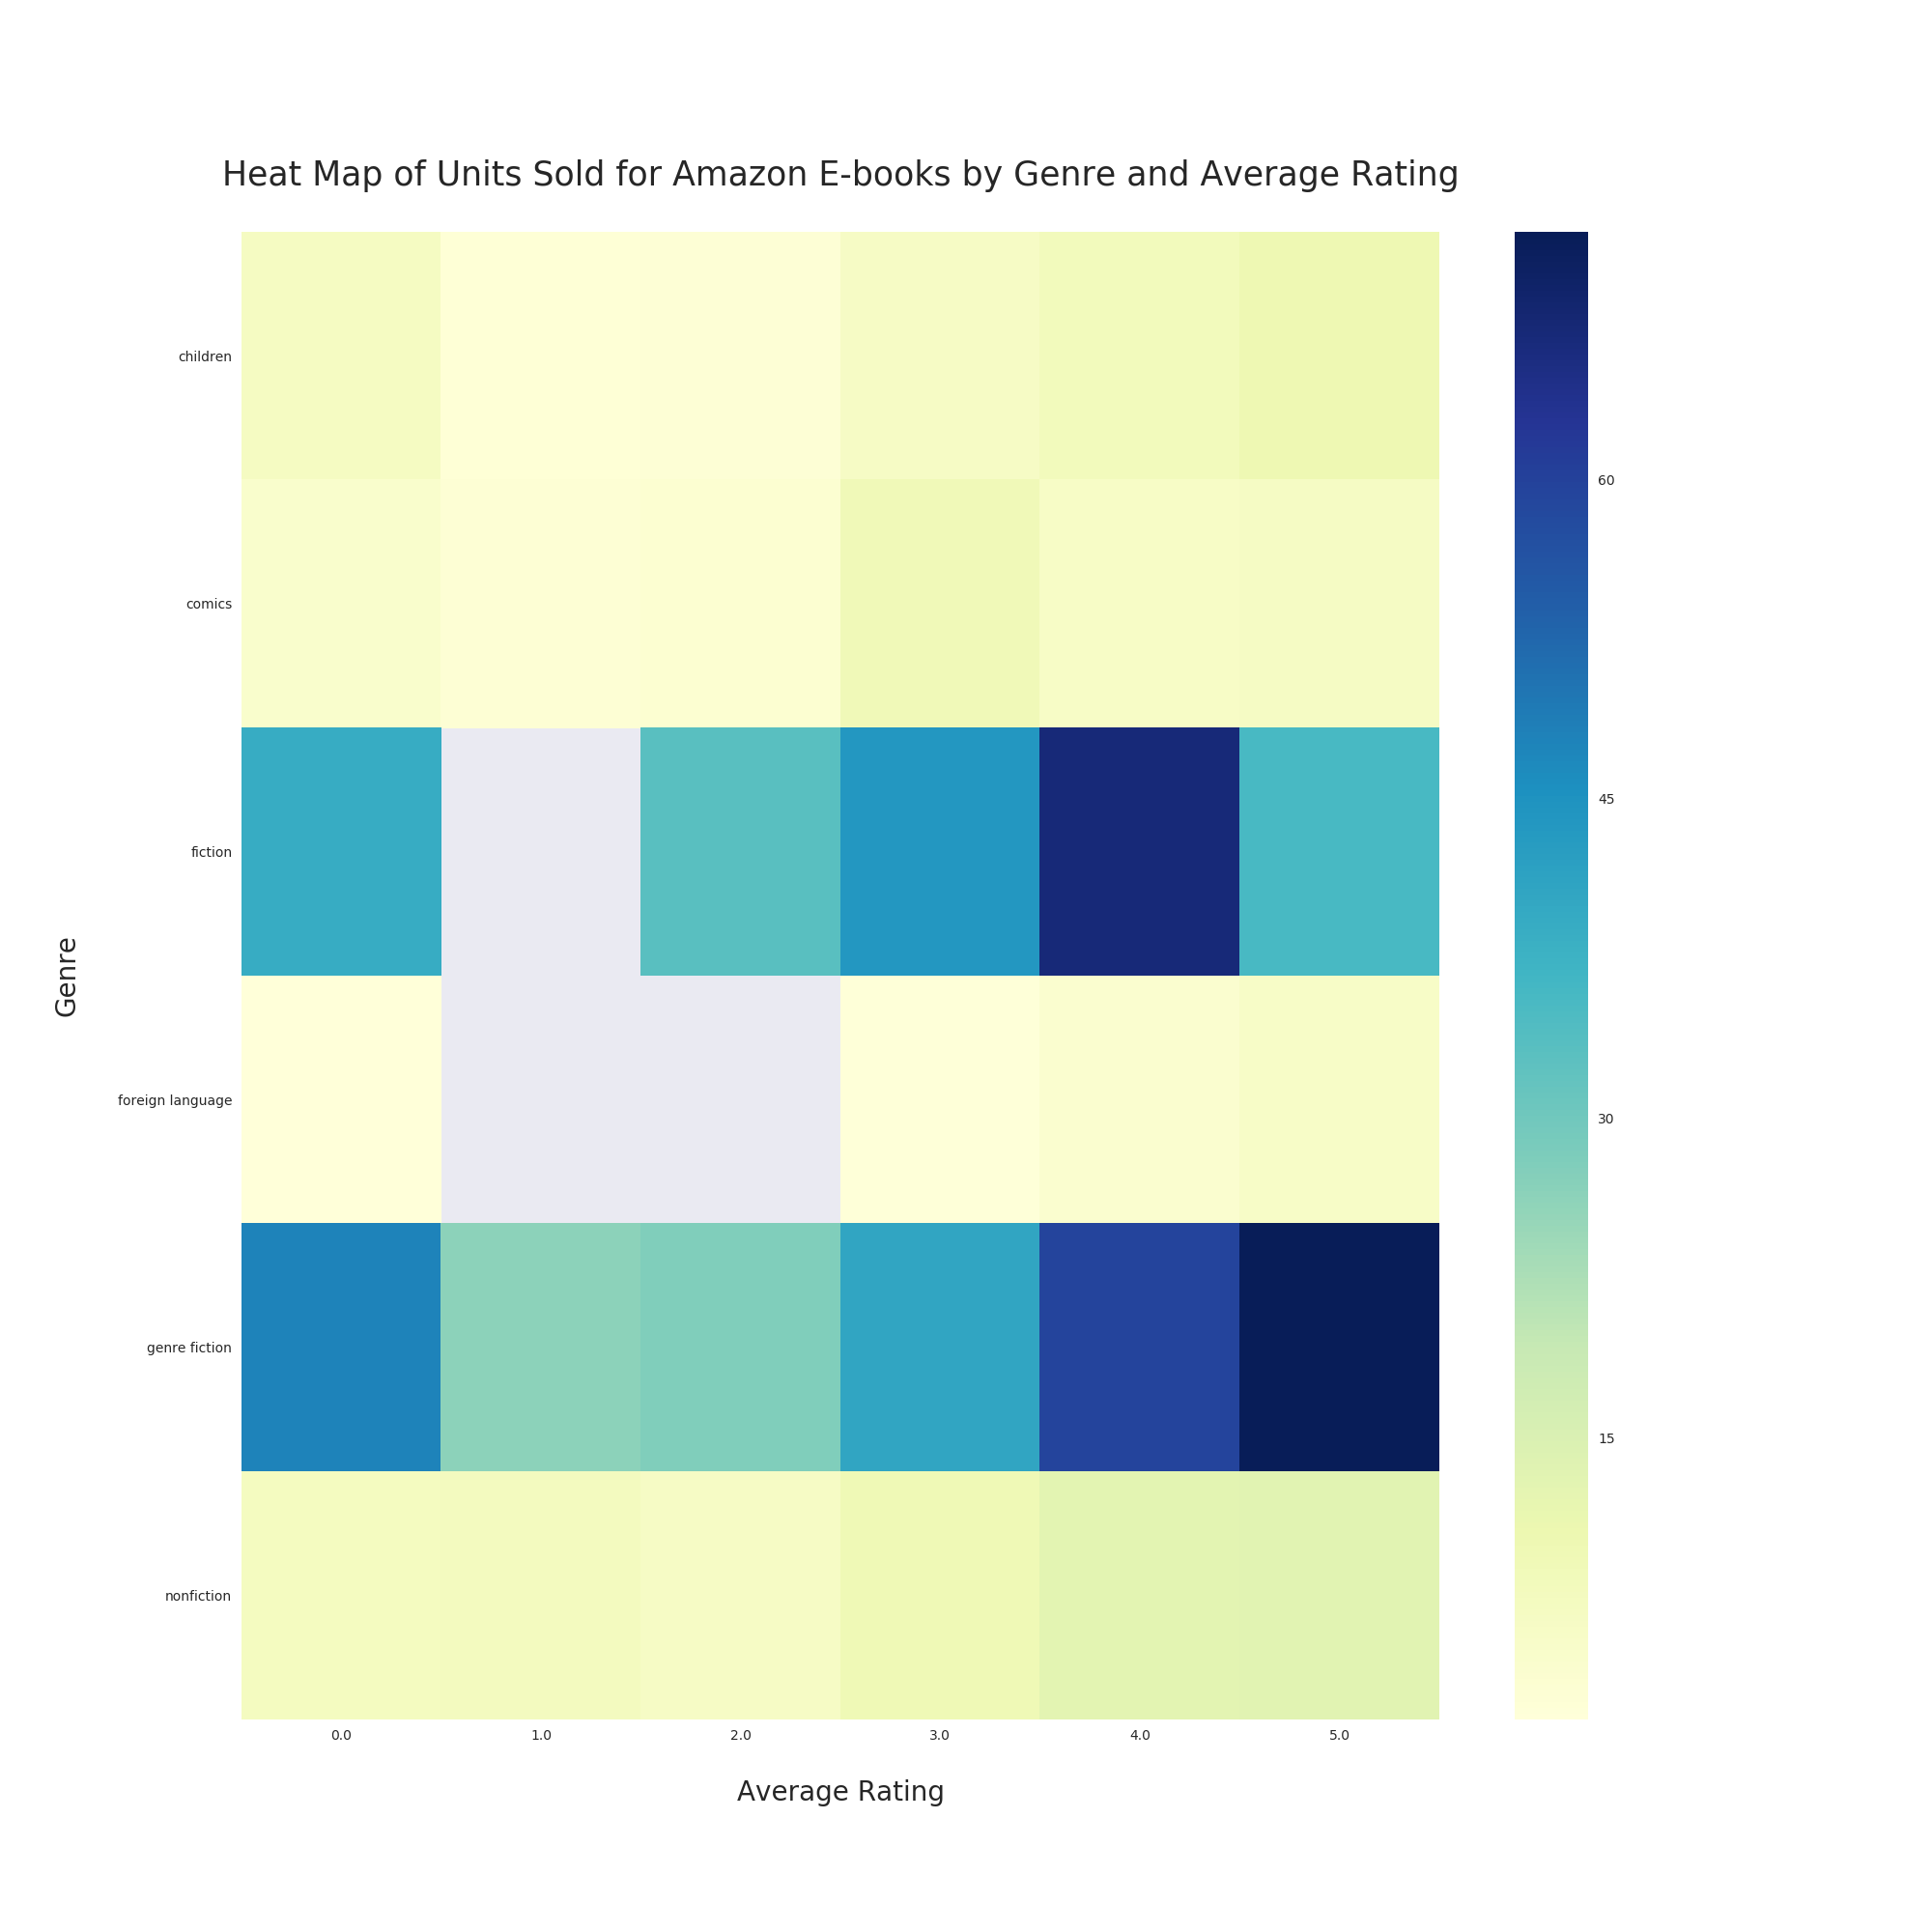 Heat Map of Units Sold for Amazon E-books by Genre and Average Rating
children
comics
fiction
foreign language
genre fiction
nonfiction
Genre
0.0 1.0 2.0 3.0 4.0 5.0
Average Rating
60
45
30
15